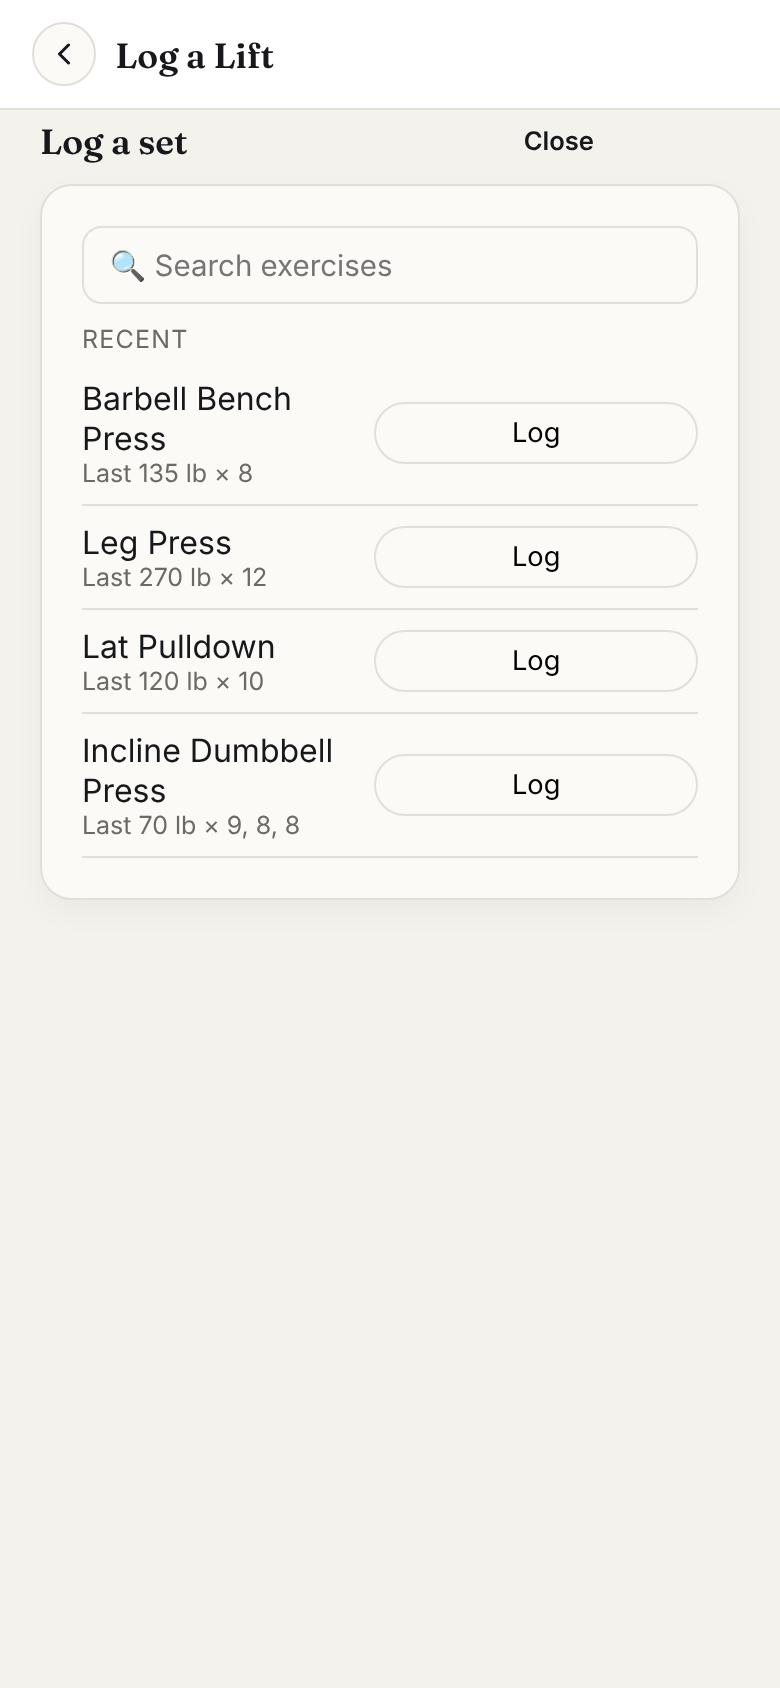 Log a Lift
Log a set
Close
🔍 Search exercises
RECENT
Barbell Bench
Press
Last 135 lb × 8
Log
Leg Press
Last 270 lb × 12
Log
Lat Pulldown
Last 120 lb × 10
Log
Incline Dumbbell
Press
Last 70 lb × 9, 8, 8
Log